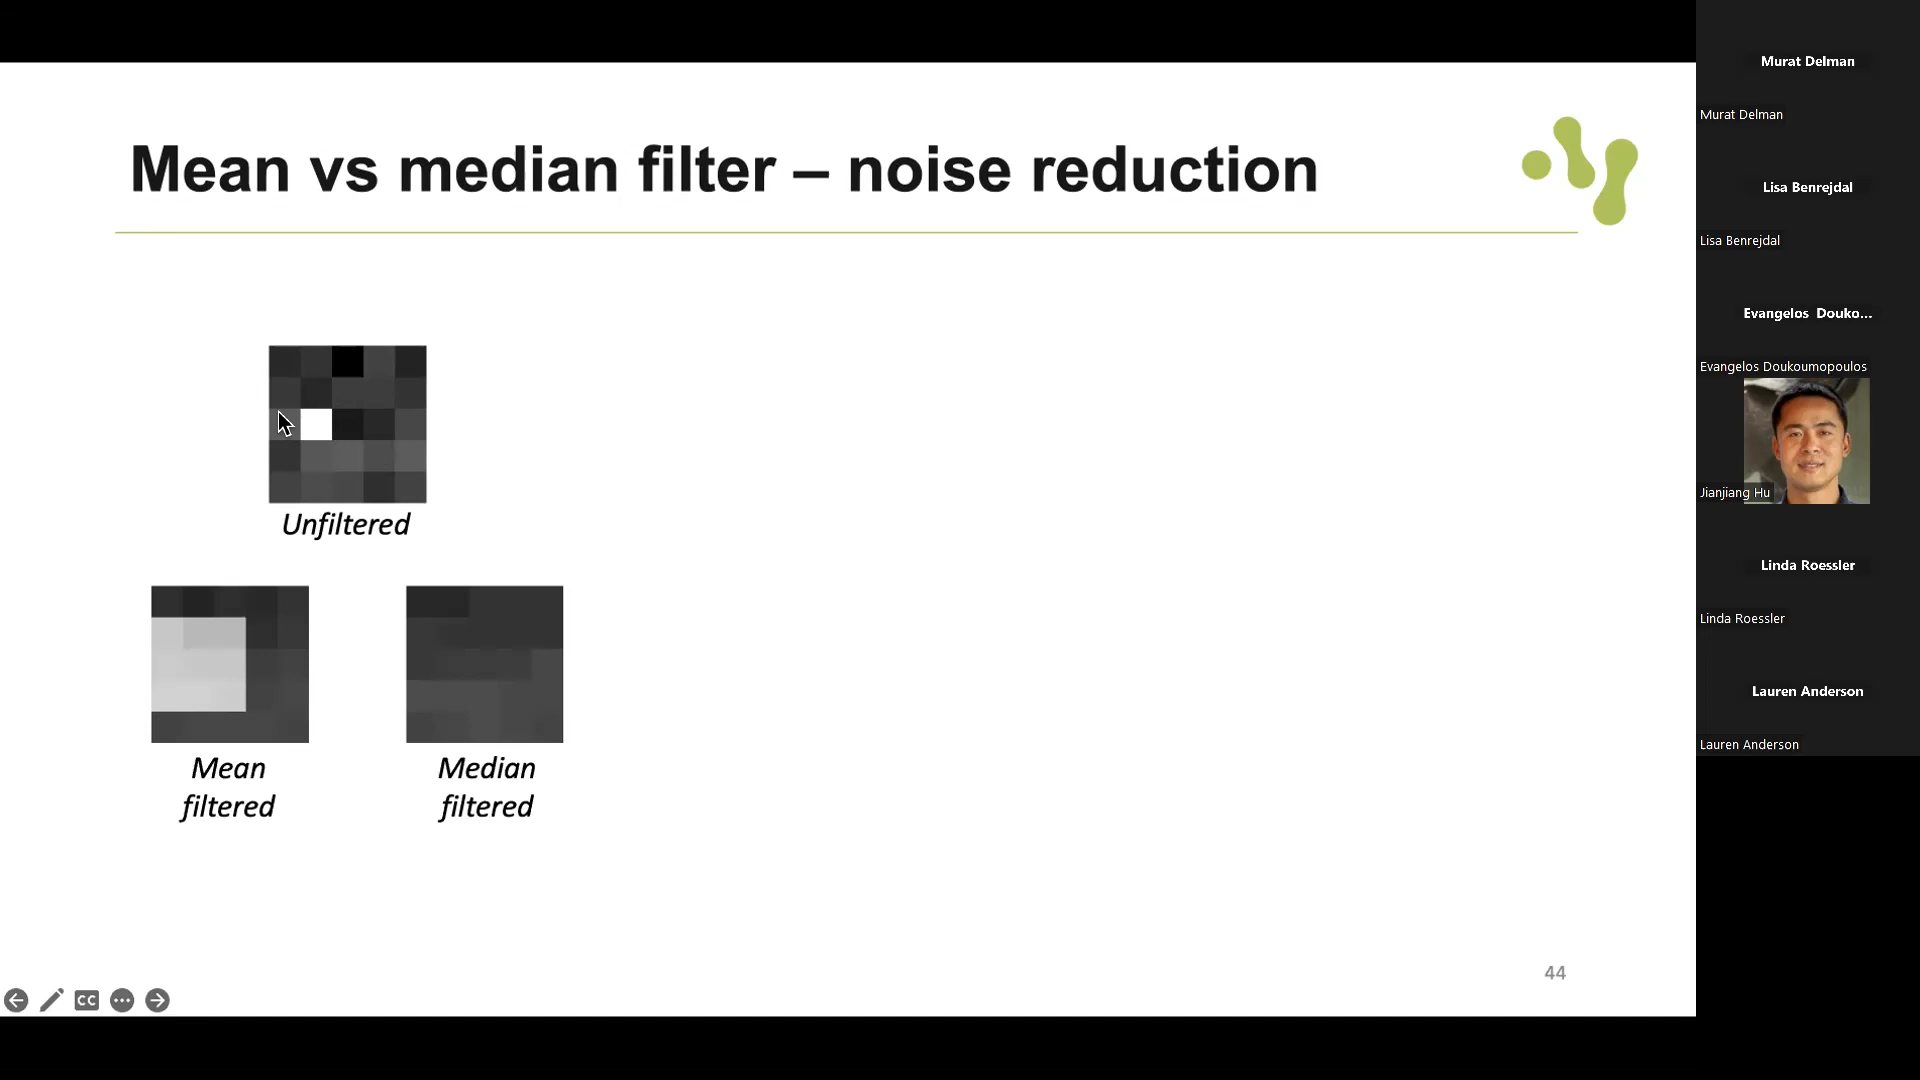 Mean vs median filter – noise reduction
Unfiltered
Mean
filtered
Median
filtered
44
CC
Murat Delman
Murat Delman
Lisa Benrejdal
Lisa Benrejdal
Evangelos Douko...
Evangelos Doukoumopoulos
Jianjiang Hu
Linda Roessler
Linda Roessler
Lauren Anderson
Lauren Anderson